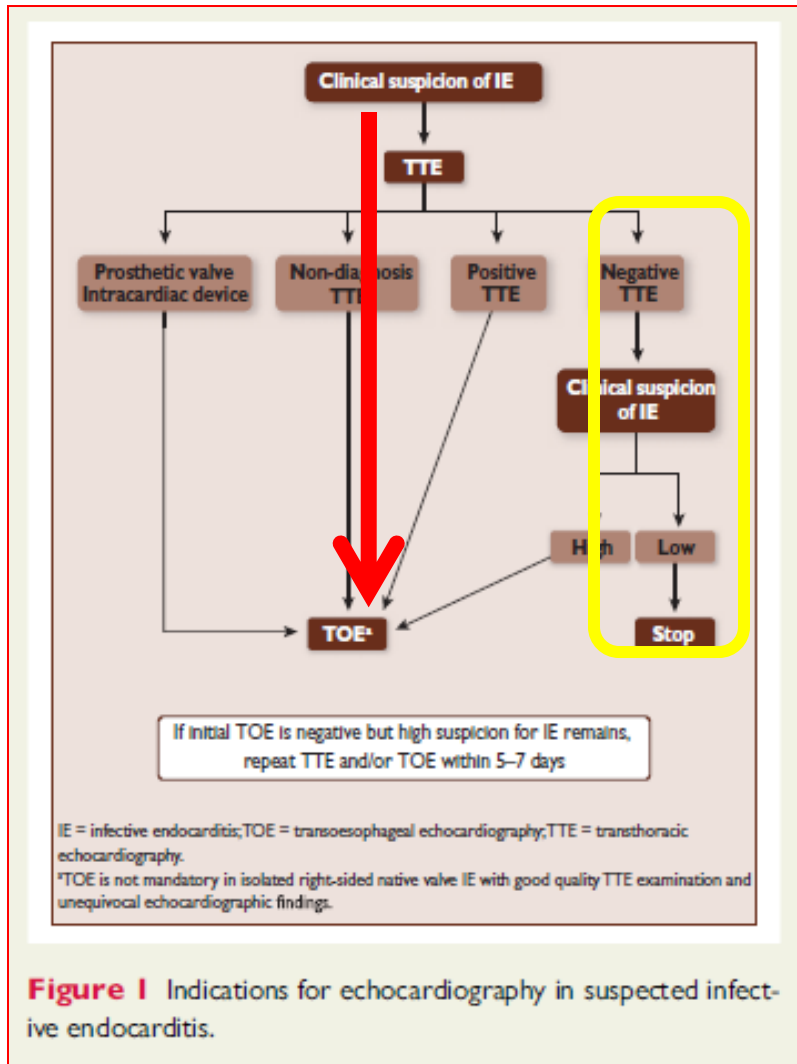 Clinical suspicion of IE
TTE
Prosthetic valve
Intracardiac device
Non-diagnosis
TTE
Positive
TTE
Negative
TTE
Clinical suspicion
of IE
High
Low
TOEa
Stop
If initial TOE is negative but high suspicion for IE remains,
repeat TTE and/or TOE within 5–7 days
IE = infective endocarditis; TOE = transoesophageal echocardiography; TTE = transthoracic
echocardiography.
aTOE is not mandatory in isolated right-sided native valve IE with good quality TTE examination and
unequivocal echocardiographic findings.
Figure 1 Indications for echocardiography in suspected infect-
ive endocarditis.